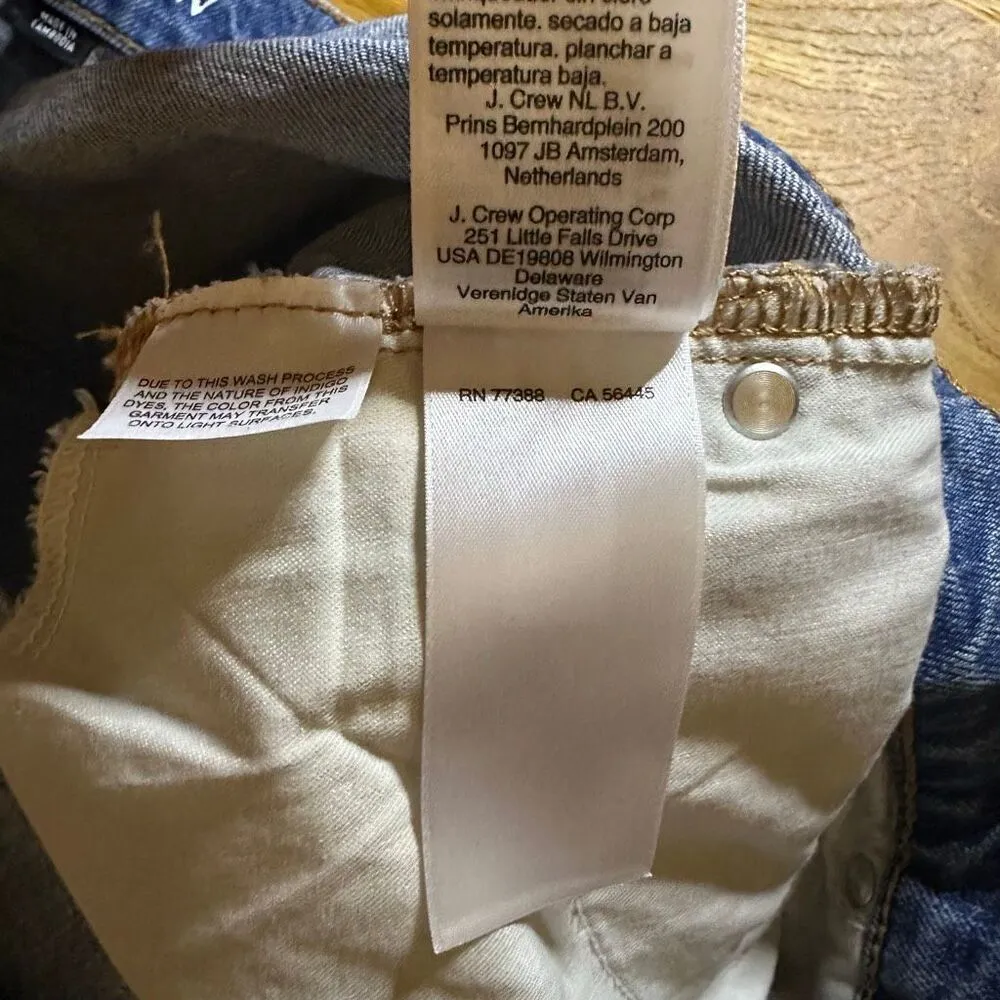 MADE IN
CAMBODIA
solamente. secado a baja
temperatura. planchar a
temperatura baja.
J. Crew NL B.V.
Prins Bernhardplein 200
1097 JB Amsterdam,
Netherlands
J. Crew Operating Corp
251 Little Falls Drive
USA DE19808 Wilmington
Delaware
Verenidge Staten Van
Amerika
DUE TO THIS WASH PROCESS
AND THE NATURE OF INDIGO
DYES, THE COLOR FROM THIS
GARMENT MAY TRANSFER
ONTO LIGHT SURFACES.
RN 77388 CA 56445